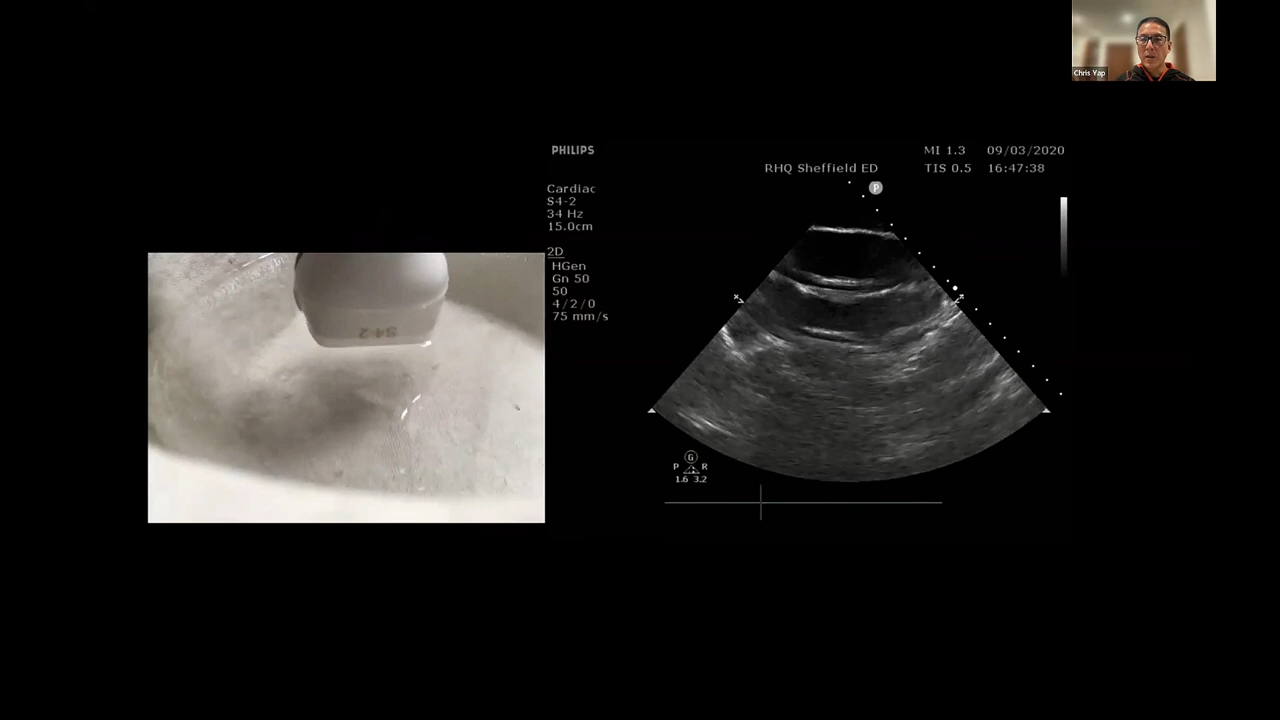 Chris Yap
PHILIPS
MI 1.3 09/03/2020
RHQ Sheffield ED TIS 0.5 16:47:38
P
Cardiac
S4-2
34 Hz
15.0cm
2D
HGen
Gn 50
50
4/2/0
75 mm/s
S4-2
G
P R
1.6 3.2